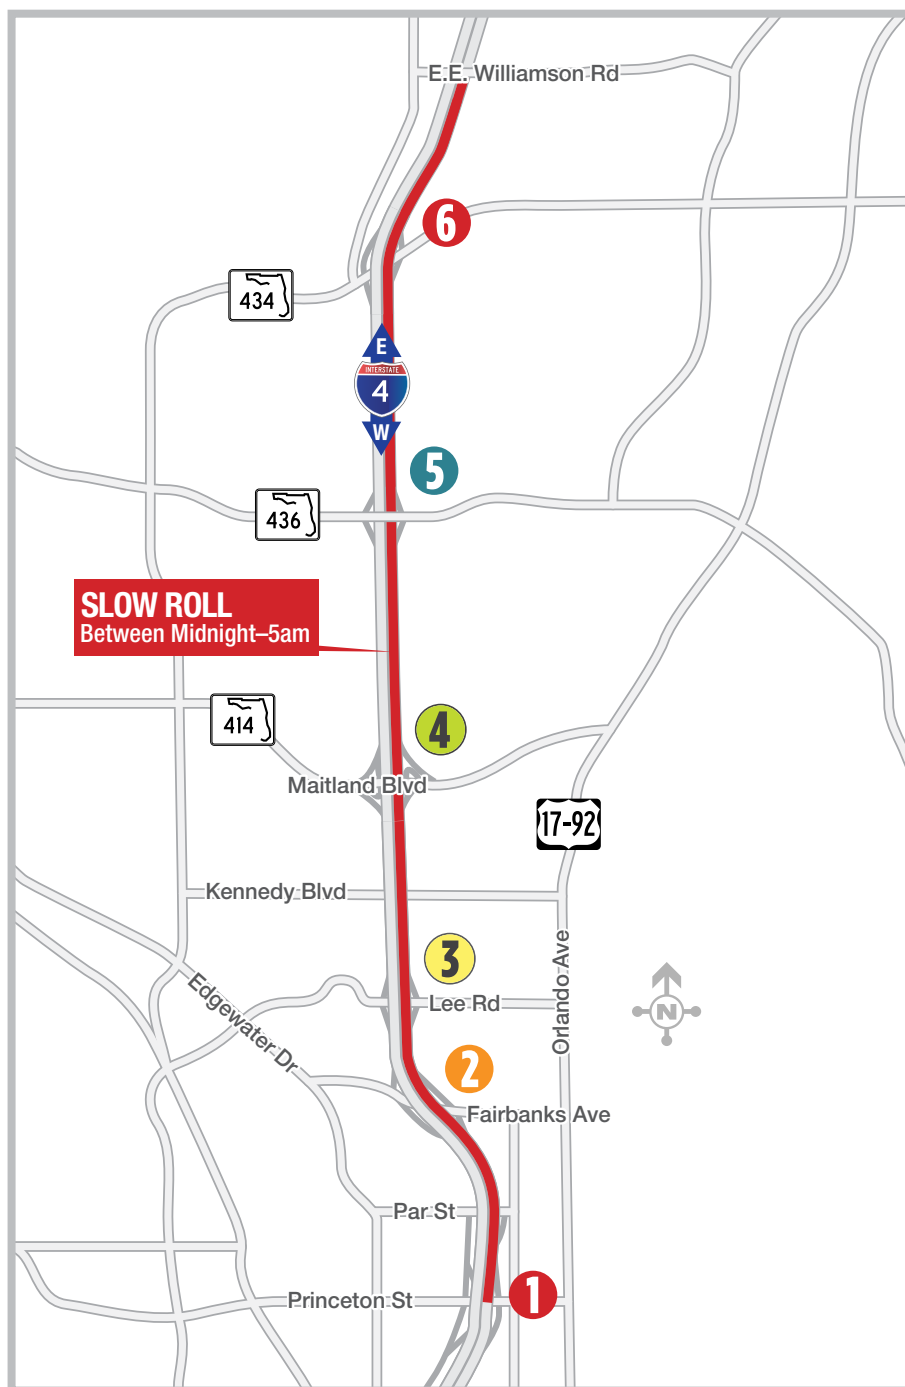 E.E. Williamson Rd
6
434
E
INTERSTATE
4
W
5
436
SLOW ROLL
Between Midnight–5am
414
4
Maitland Blvd
17-92
Kennedy Blvd
3
Orlando Ave
Lee Rd
N
Edgewater Dr
2
Fairbanks Ave
Par St
1
Princeton St